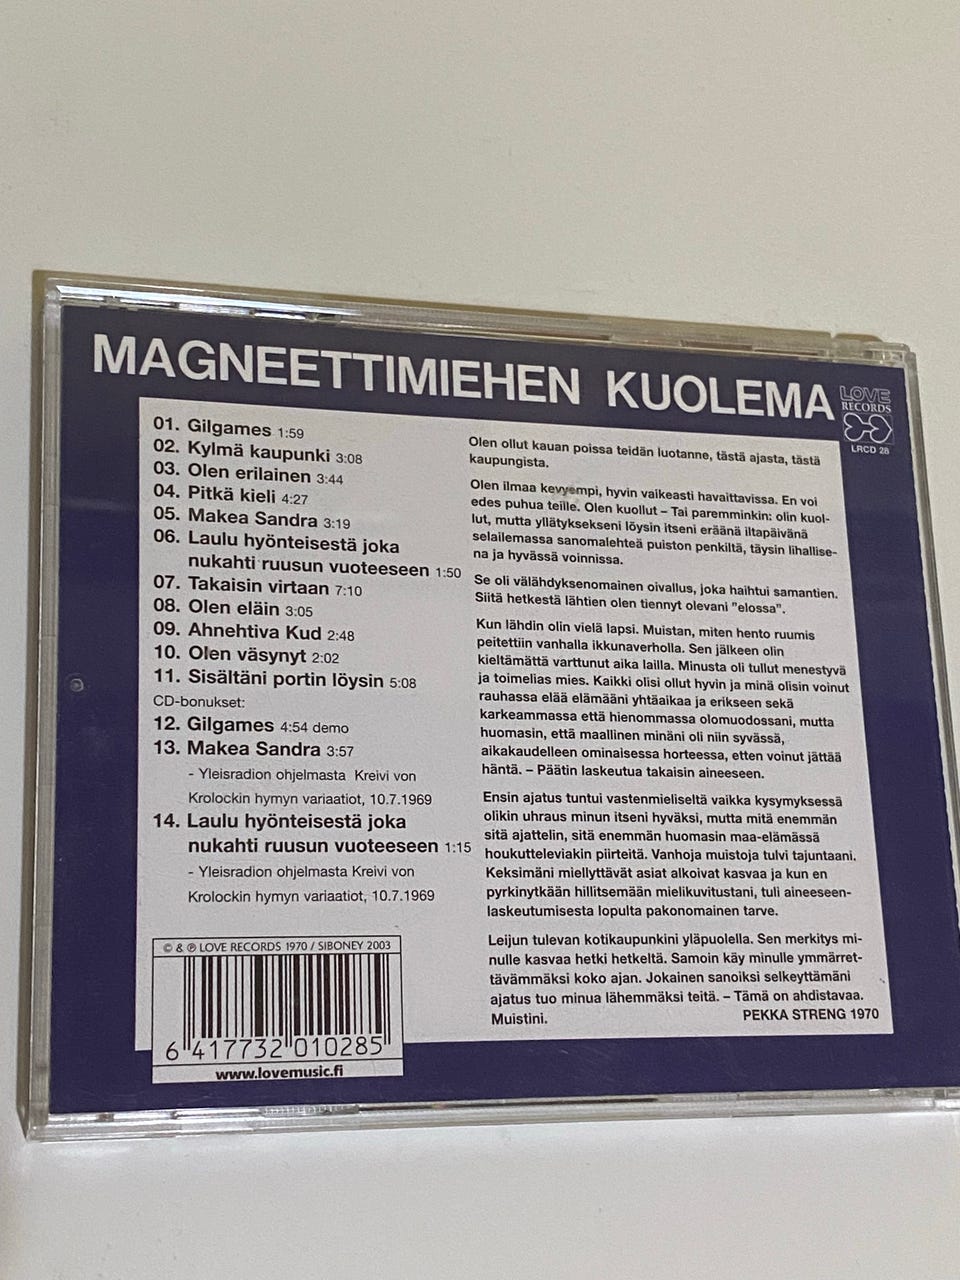 MAGNEETTIMIEHEN KUOLEMA
LOVE
RECORDS
LRCD 28
01. Gilgames 1:59
02. Kylmä kaupunki 3:08
03. Olen erilainen 3:44
04. Pitkä kieli 4:27
05. Makea Sandra 3:19
06. Laulu hyönteisestä joka
nukahti ruusun vuoteeseen 1:50
07. Takaisin virtaan 7:10
08. Olen eläin 3:05
09. Ahnehtiva Kud 2:48
10. Olen väsynyt 2:02
11. Sisältäni portin löysin 5:08
CD-bonukset:
12. Gilgames 4:54 demo
13. Makea Sandra 3:57
- Yleisradion ohjelmasta Kreivi von
Krolockin hymyn variaatiot, 10.7.1969
14. Laulu hyönteisestä joka
nukahti ruusun vuoteeseen 1:15
- Yleisradion ohjelmasta Kreivi von
Krolockin hymyn variaatiot, 10.7.1969
© & ℗ LOVE RECORDS 1970 / SIBONEY 2003
6 417732 010285
www.lovemusic.fi
Olen ollut kauan poissa teidän luotanne, tästä ajasta, tästä
kaupungista.
Olen ilmaa kevyempi, hyvin vaikeasti havaittavissa. En voi
edes puhua teille. Olen kuollut – Tai paremminkin: olin kuol-
lut, mutta yllätyksekseni löysin itseni eräänä iltapäivänä
selailemassa sanomalehteä puiston penkiltä, täysin lihallise-
na ja hyvässä voinnissa.
Se oli välähdyksenomainen oivallus, joka haihtui samantien.
Siitä hetkestä lähtien olen tiennyt olevani "elossa".
Kun lähdin olin vielä lapsi. Muistan, miten hento ruumis
peitettiin vanhalla ikkunaverholla. Sen jälkeen olin
kieltämättä varttunut aika lailla. Minusta oli tullut menestyvä
ja toimelias mies. Kaikki olisi ollut hyvin ja minä olisin voinut
rauhassa elää elämääni yhtäaikaa ja erikseen sekä
karkeammassa että hienommassa olomuodossani, mutta
huomasin, että maallinen minäni oli niin syvässä,
aikakaudelleen ominaisessa horteessa, etten voinut jättää
häntä. – Päätin laskeutua takaisin aineeseen.
Ensin ajatus tuntui vastenmieliseltä vaikka kysymyksessä
olikin uhraus minun itseni hyväksi, mutta mitä enemmän
sitä ajattelin, sitä enemmän huomasin maa-elämässä
houkutteleviakin piirteitä. Vanhoja muistoja tulvi tajuntaani.
Keksimäni miellyttävät asiat alkoivat kasvaa ja kun en
pyrkinytkään hillitsemään mielikuvitustani, tuli aineeseen-
laskeutumisesta lopulta pakonomainen tarve.
Leijun tulevan kotikaupunkini yläpuolella. Sen merkitys mi-
nulle kasvaa hetki hetkeltä. Samoin käy minulle ymmärret-
tävämmäksi koko ajan. Jokainen sanoiksi selkeyttämäni
ajatus tuo minua lähemmäksi teitä. – Tämä on ahdistavaa.
Muistini. PEKKA STRENG 1970